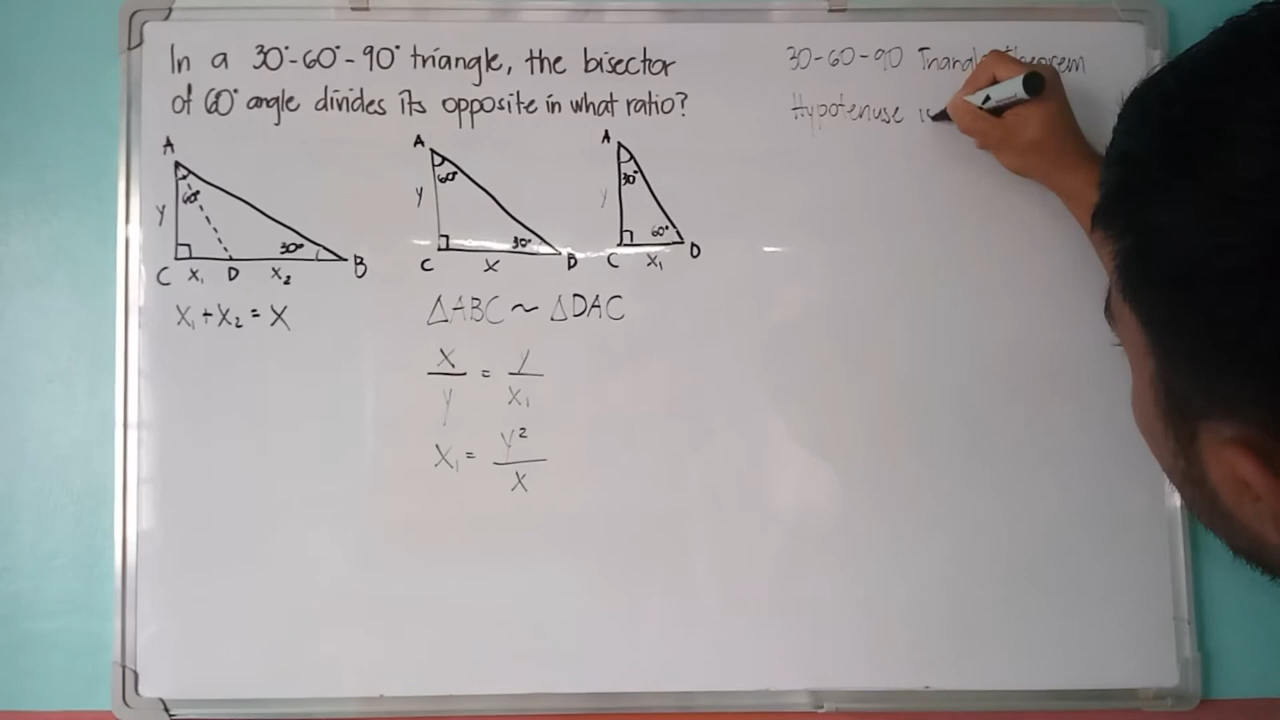 In a 30°-60°-90° triangle, the bisector
of 60° angle divides its opposite in what ratio?
30-60-90 Triangle Theorem
Hypotenuse is
A
60°
y
30°
C x₁ D x₂ B
x₁+x₂ = x
A
60°
y
30°
C x B
A
30°
y
60°
C x₁ D
△ABC ~ △DAC
x/y = y/x₁
x₁ = y²/x